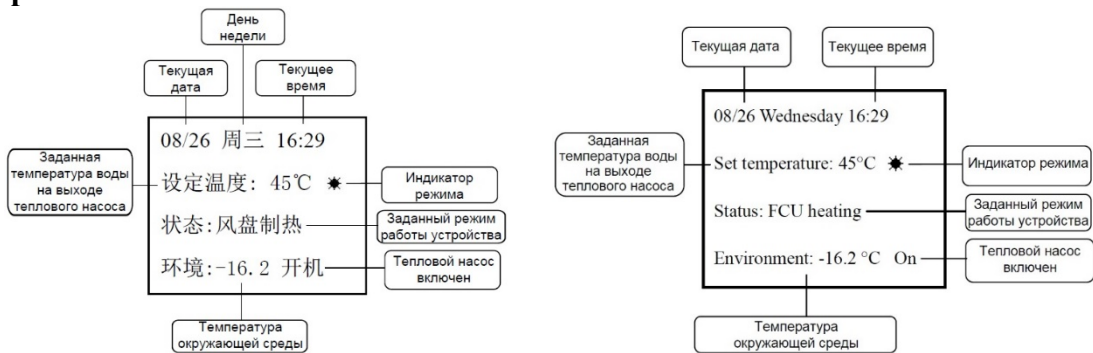 День
недели
Текущая
дата
Текущее
время
08/26 周三 16:29
Заданная
температура воды
на выходе
теплового насоса
设定温度: 45℃ ☀
Индикатор
режима
状态:风盘制热
Заданный режим
работы устройства
环境:-16.2 开机
Тепловой насос
включен
Температура
окружающей среды
Текущая дата
Текущее время
08/26 Wednesday 16:29
Заданная
температура воды
на выходе
теплового насоса
Set temperature: 45°C ☀
Индикатор режима
Status: FCU heating
Заданный режим
работы устройства
Environment: -16.2 °C On
Тепловой насос
включен
Температура
окружающей среды